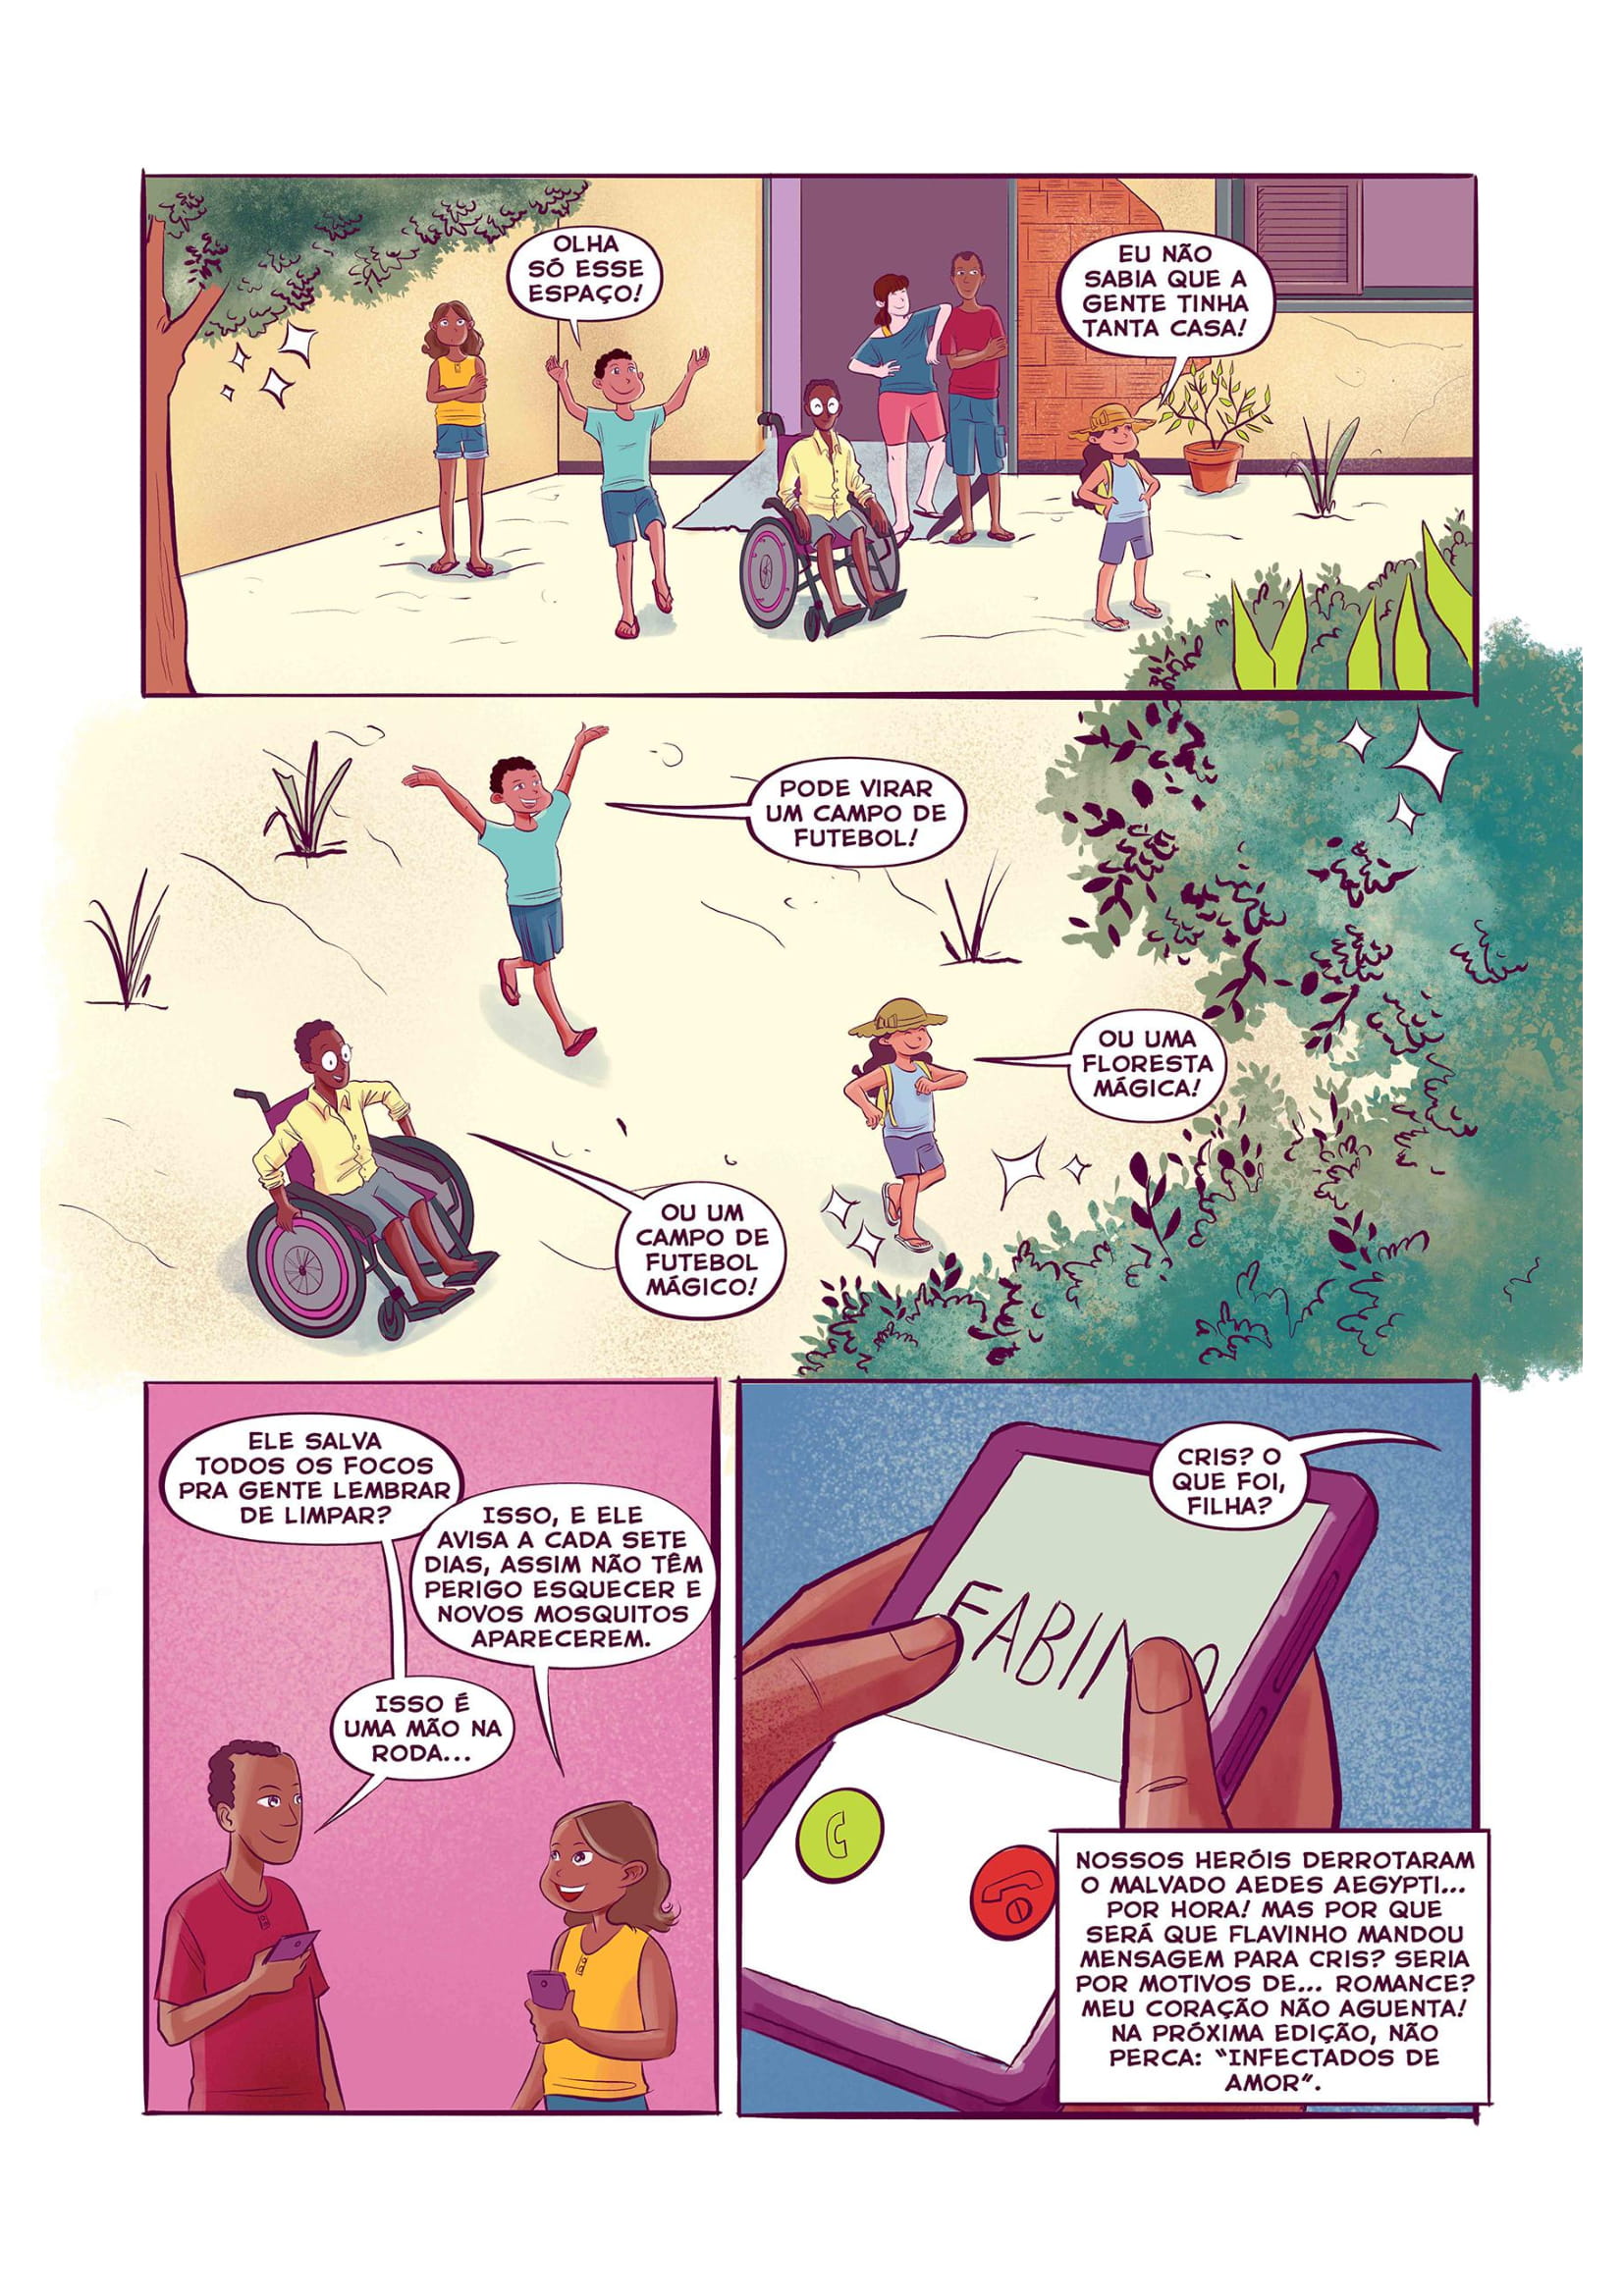 OLHA
SÓ ESSE
ESPAÇO!
EU NÃO
SABIA QUE A
GENTE TINHA
TANTA CASA!
PODE VIRAR
UM CAMPO DE
FUTEBOL!
OU UMA
FLORESTA
MÁGICA!
OU UM
CAMPO DE
FUTEBOL
MÁGICO!
ELE SALVA
TODOS OS FOCOS
PRA GENTE LEMBRAR
DE LIMPAR?
ISSO, E ELE
AVISA A CADA SETE
DIAS, ASSIM NÃO TÊM
PERIGO ESQUECER E
NOVOS MOSQUITOS
APARECEREM.
ISSO É
UMA MÃO NA
RODA...
CRIS? O
QUE FOI,
FILHA?
NOSSOS HERÓIS DERROTARAM
O MALVADO AEDES AEGYPTI...
POR HORA! MAS POR QUE
SERÁ QUE FLAVINHO MANDOU
MENSAGEM PARA CRIS? SERIA
POR MOTIVOS DE... ROMANCE?
MEU CORAÇÃO NÃO AGUENTA!
NA PRÓXIMA EDIÇÃO, NÃO
PERCA: “INFECTADOS DE
AMOR”.